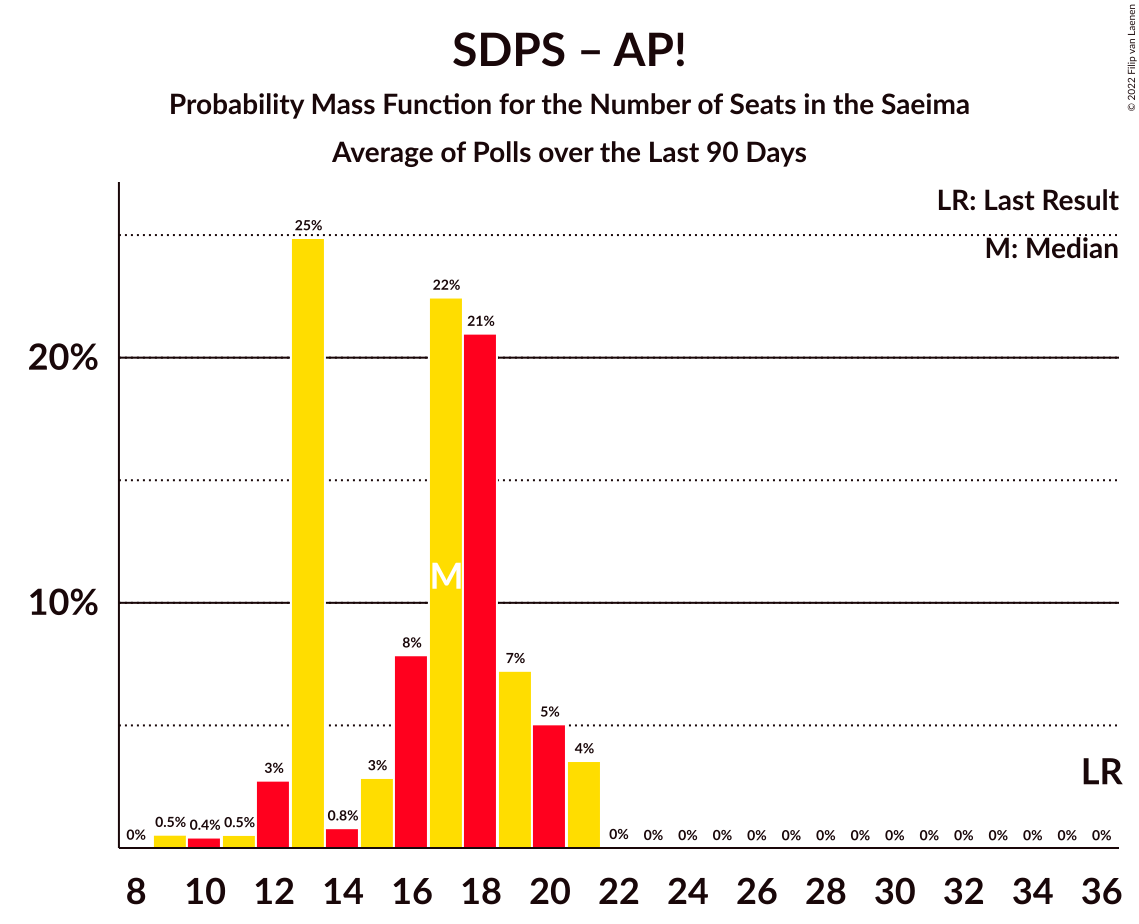 SDPS – AP!
Probability Mass Function for the Number of Seats in the Saeima
Average of Polls over the Last 90 Days
© 2022 Filip van Laenen
LR: Last Result
M: Median
20%
10%
0% 0.5% 0.4% 0.5% 3% 25% 0.8% 3% 8% 22% 21% 7% 5% 4% 0% 0% 0% 0% 0% 0% 0% 0% 0% 0% 0% 0% 0% 0% 0%
M
LR
8 10 12 14 16 18 20 22 24 26 28 30 32 34 36